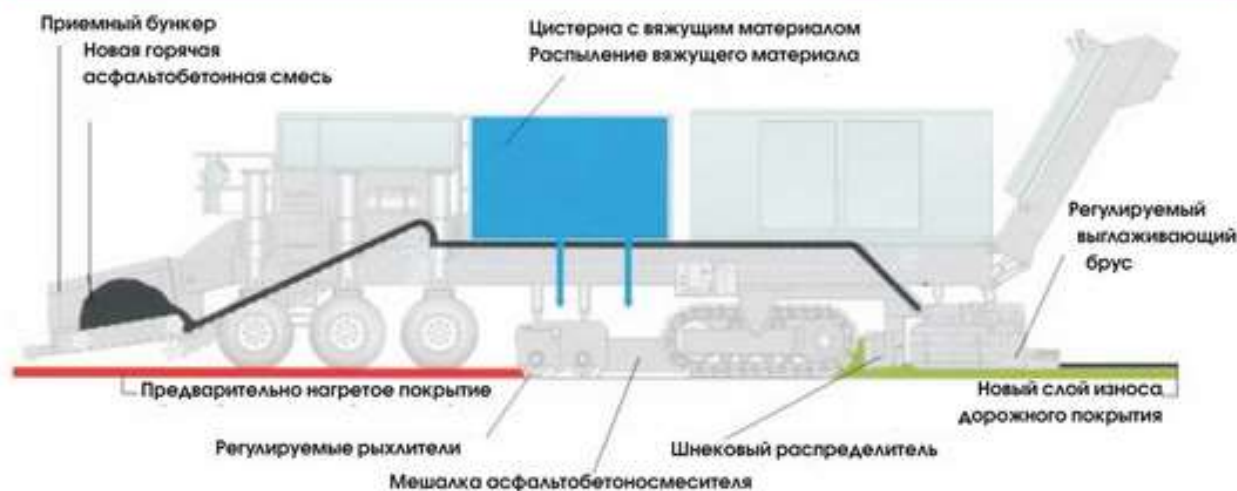 Приемный бункер
Новая горячая
асфальтобетонная смесь
Цистерна с вяжущим материалом
Распыление вяжущего материала
Регулируемый
выглаживающий
брус
Предварительно нагретое покрытие
Новый слой износа
дорожного покрытия
Регулируемые рыхлители
Шнековый распределитель
Мешалка асфальтобетоносмесителя